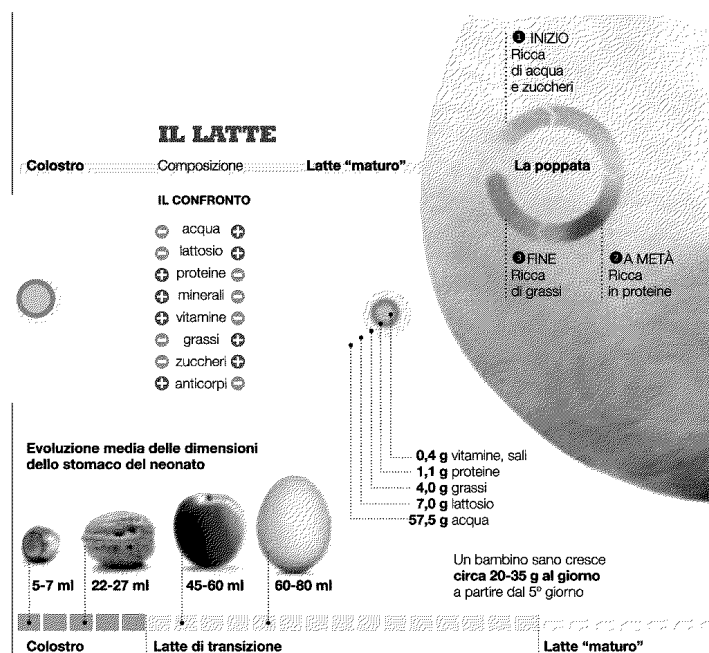 ❶ INIZIO
Ricca
di acqua
e zuccheri
IL LATTE
Colostro Composizione Latte "maturo"
La poppata
IL CONFRONTO
− acqua +
− lattosio +
+ proteine −
+ minerali −
+ vitamine −
− grassi +
− zuccheri +
+ anticorpi −
❸ FINE
Ricca
di grassi
❷ A METÀ
Ricca
in proteine
0,4 g vitamine, sali
1,1 g proteine
4,0 g grassi
7,0 g lattosio
57,5 g acqua
Evoluzione media delle dimensioni
dello stomaco del neonato
5-7 ml 22-27 ml 45-60 ml 60-80 ml
Un bambino sano cresce
circa 20-35 g al giorno
a partire dal 5° giorno
Colostro Latte di transizione Latte "maturo"